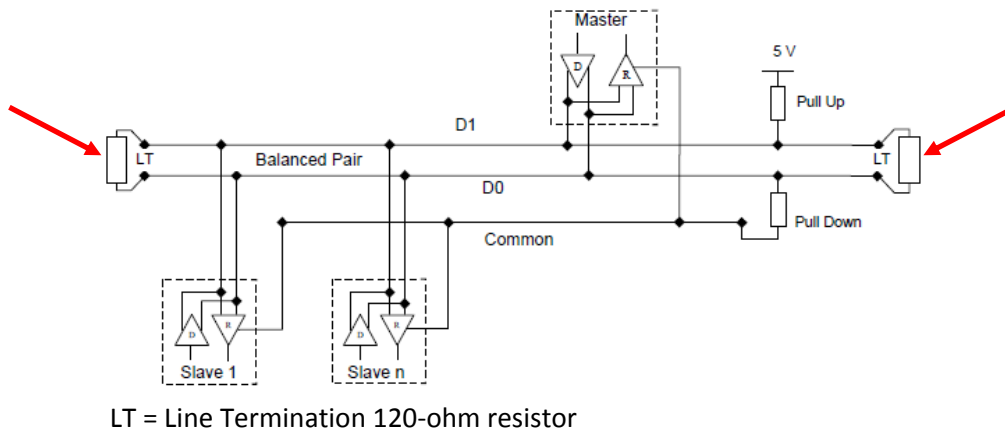 Master
D
R
5 V
Pull Up
D1
LT
Balanced Pair
LT
D0
Pull Down
Common
D
R
D
R
Slave 1
Slave n
LT = Line Termination 120-ohm resistor